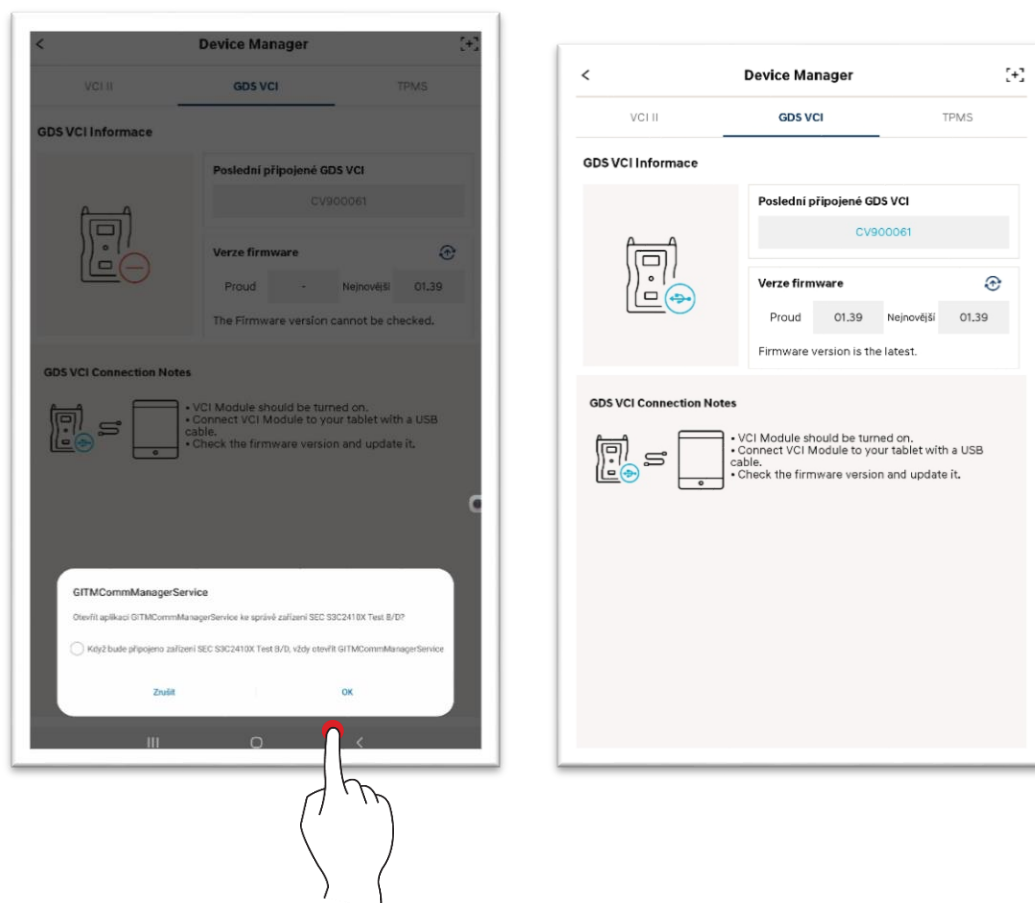 Device Manager
VCI II
GDS VCI
TPMS
GDS VCI Informace
Poslední připojené GDS VCI
CV900061
Verze firmware
Proud
-
Nejnovější
01.39
The Firmware version cannot be checked.
GDS VCI Connection Notes
• VCI Module should be turned on.
• Connect VCI Module to your tablet with a USB
cable.
• Check the firmware version and update it.
GITMCommManagerService
Otevřít aplikaci GITMCommManagerService ke správě zařízení SEC S3C2410X Test B/D?
Když bude připojeno zařízení SEC S3C2410X Test B/D, vždy otevřít GITMCommManagerService
Zrušit
OK
Device Manager
VCI II
GDS VCI
TPMS
GDS VCI Informace
Poslední připojené GDS VCI
CV900061
Verze firmware
Proud
01.39
Nejnovější
01.39
Firmware version is the latest.
GDS VCI Connection Notes
• VCI Module should be turned on.
• Connect VCI Module to your tablet with a USB
cable.
• Check the firmware version and update it.